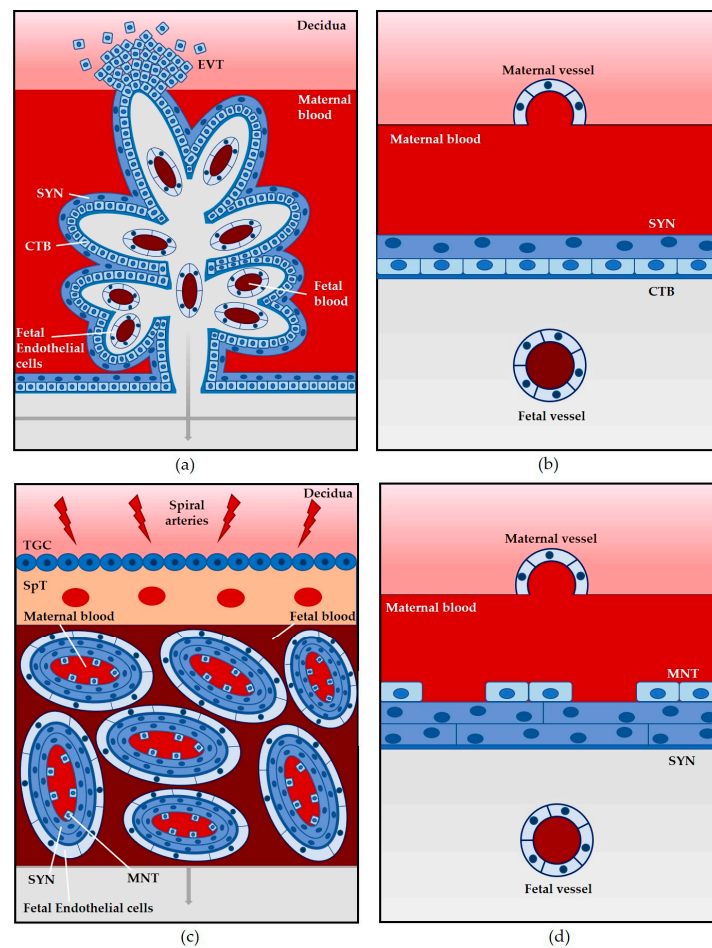 Decidua
EVT
Maternal
blood
SYN
CTB
Fetal
blood
Fetal
Endothelial
cells
(a)
Maternal vessel
Maternal blood
SYN
CTB
Fetal vessel
(b)
Decidua
Spiral
arteries
TGC
SpT
Maternal blood
Fetal blood
SYN
MNT
Fetal Endothelial cells
(c)
Maternal vessel
Maternal blood
MNT
SYN
Fetal vessel
(d)